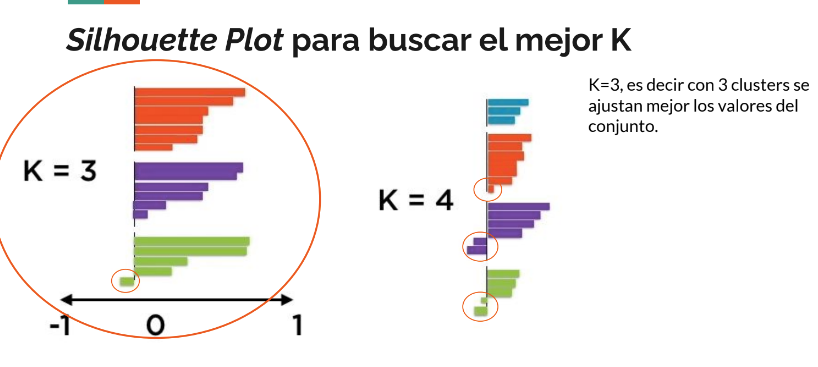 Silhouette Plot para buscar el mejor K
K=3, es decir con 3 clusters se
ajustan mejor los valores del
conjunto.
K = 3
K = 4
-1 0 1